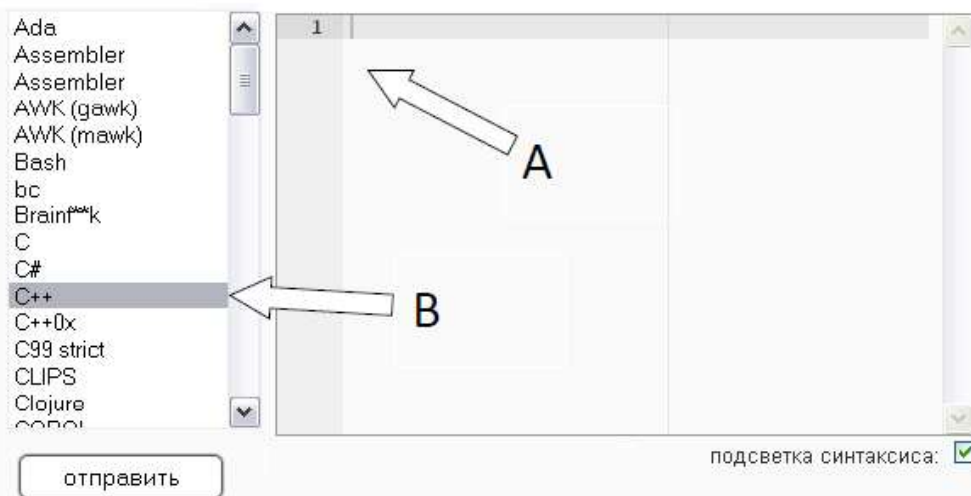 Ada
Assembler
Assembler
AWK (gawk)
AWK (mawk)
Bash
bc
Brainf**k
C
C#
C++
C++0x
C99 strict
CLIPS
Clojure
COBOL
отправить
1
A
B
подсветка синтаксиса: